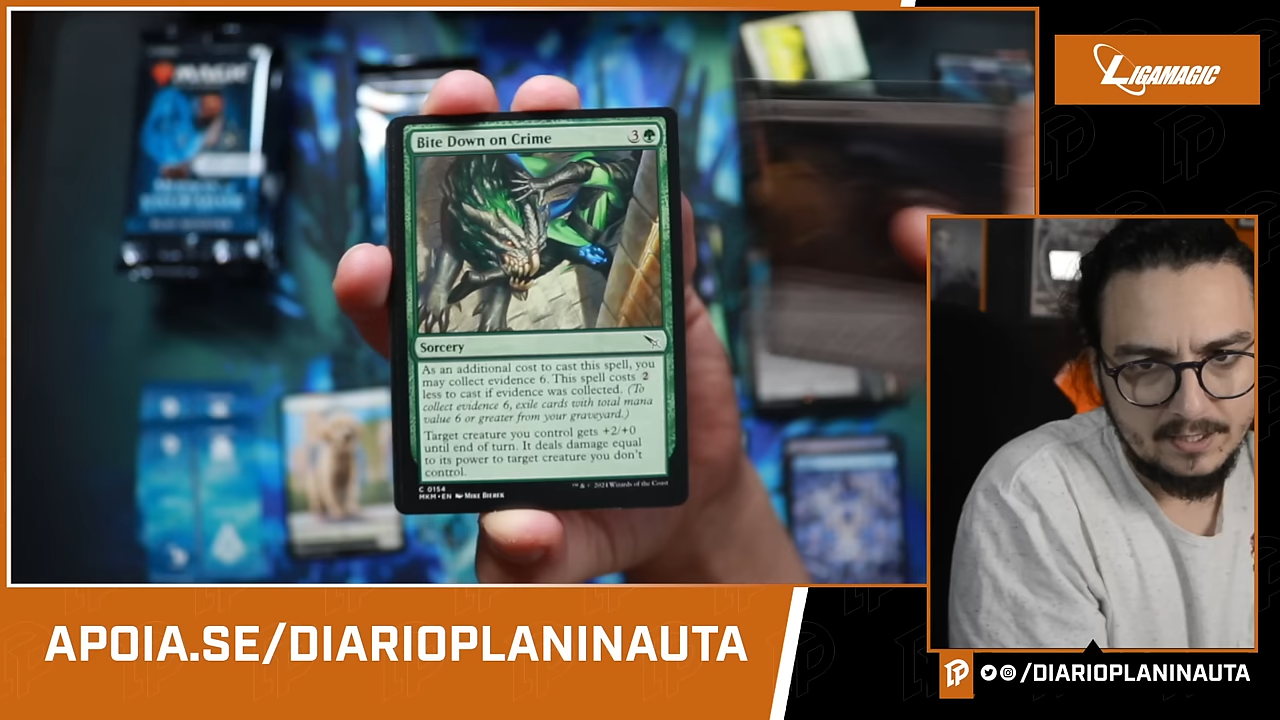 MAGIC
LIGAMAGIC
Bite Down on Crime
3
Sorcery
As an additional cost to cast this spell, you
may collect evidence 6. This spell costs 2
less to cast if evidence was collected. (To
collect evidence 6, exile cards with total mana
value 6 or greater from your graveyard.)
Target creature you control gets +2/+0
until end of turn. It deals damage equal
to its power to target creature you don't
control.
C 0154
MKM • EN MIKE BIEREK
™ & © 2024 Wizards of the Coast
APOIA.SE/DIARIOPLANINAUTA
/DIARIOPLANINAUTA